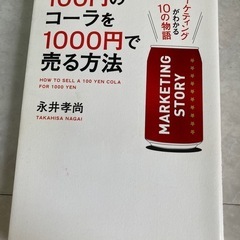 100円の
コーラを
1000円で
売る方法
HOW TO SELL A 100 YEN COLA
FOR 1000 YEN
永井孝尚
TAKAHISA NAGAI
マーケティング
がわかる
10の物語
MARKETING
STORY